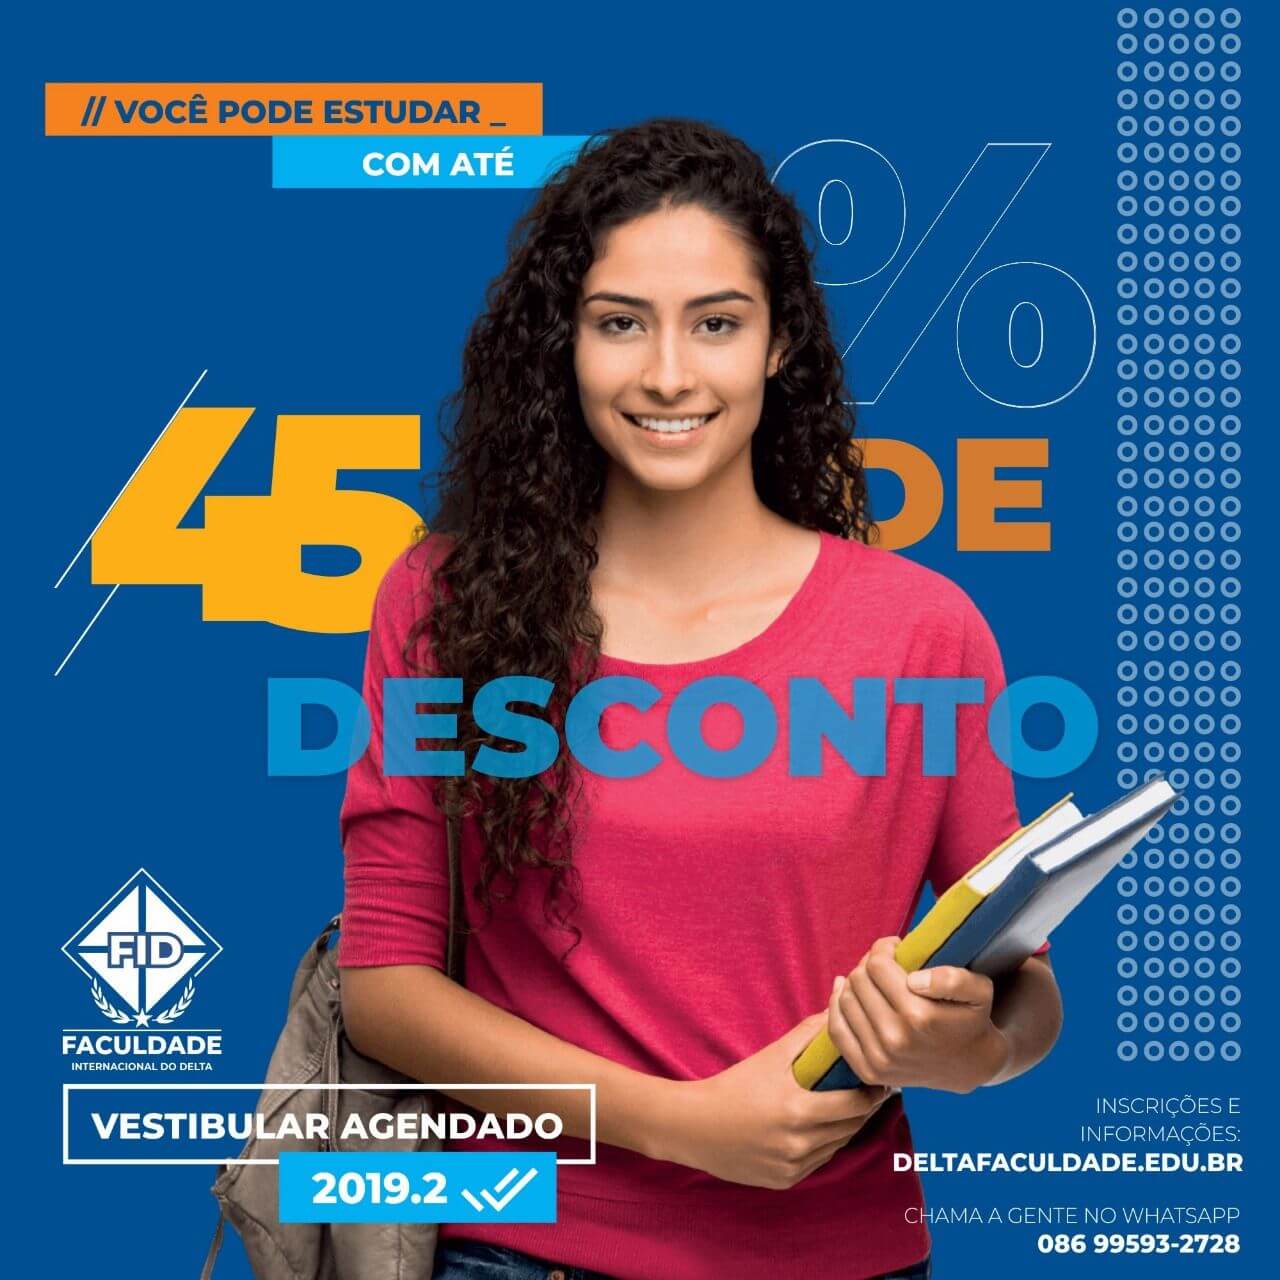 // VOCÊ PODE ESTUDAR _
COM ATÉ
45
%
DE
DESCONTO
FID
FACULDADE
INTERNACIONAL DO DELTA
VESTIBULAR AGENDADO
2019.2
INSCRIÇÕES E
INFORMAÇÕES:
DELTAFACULDADE.EDU.BR
CHAMA A GENTE NO WHATSAPP
086 99593-2728